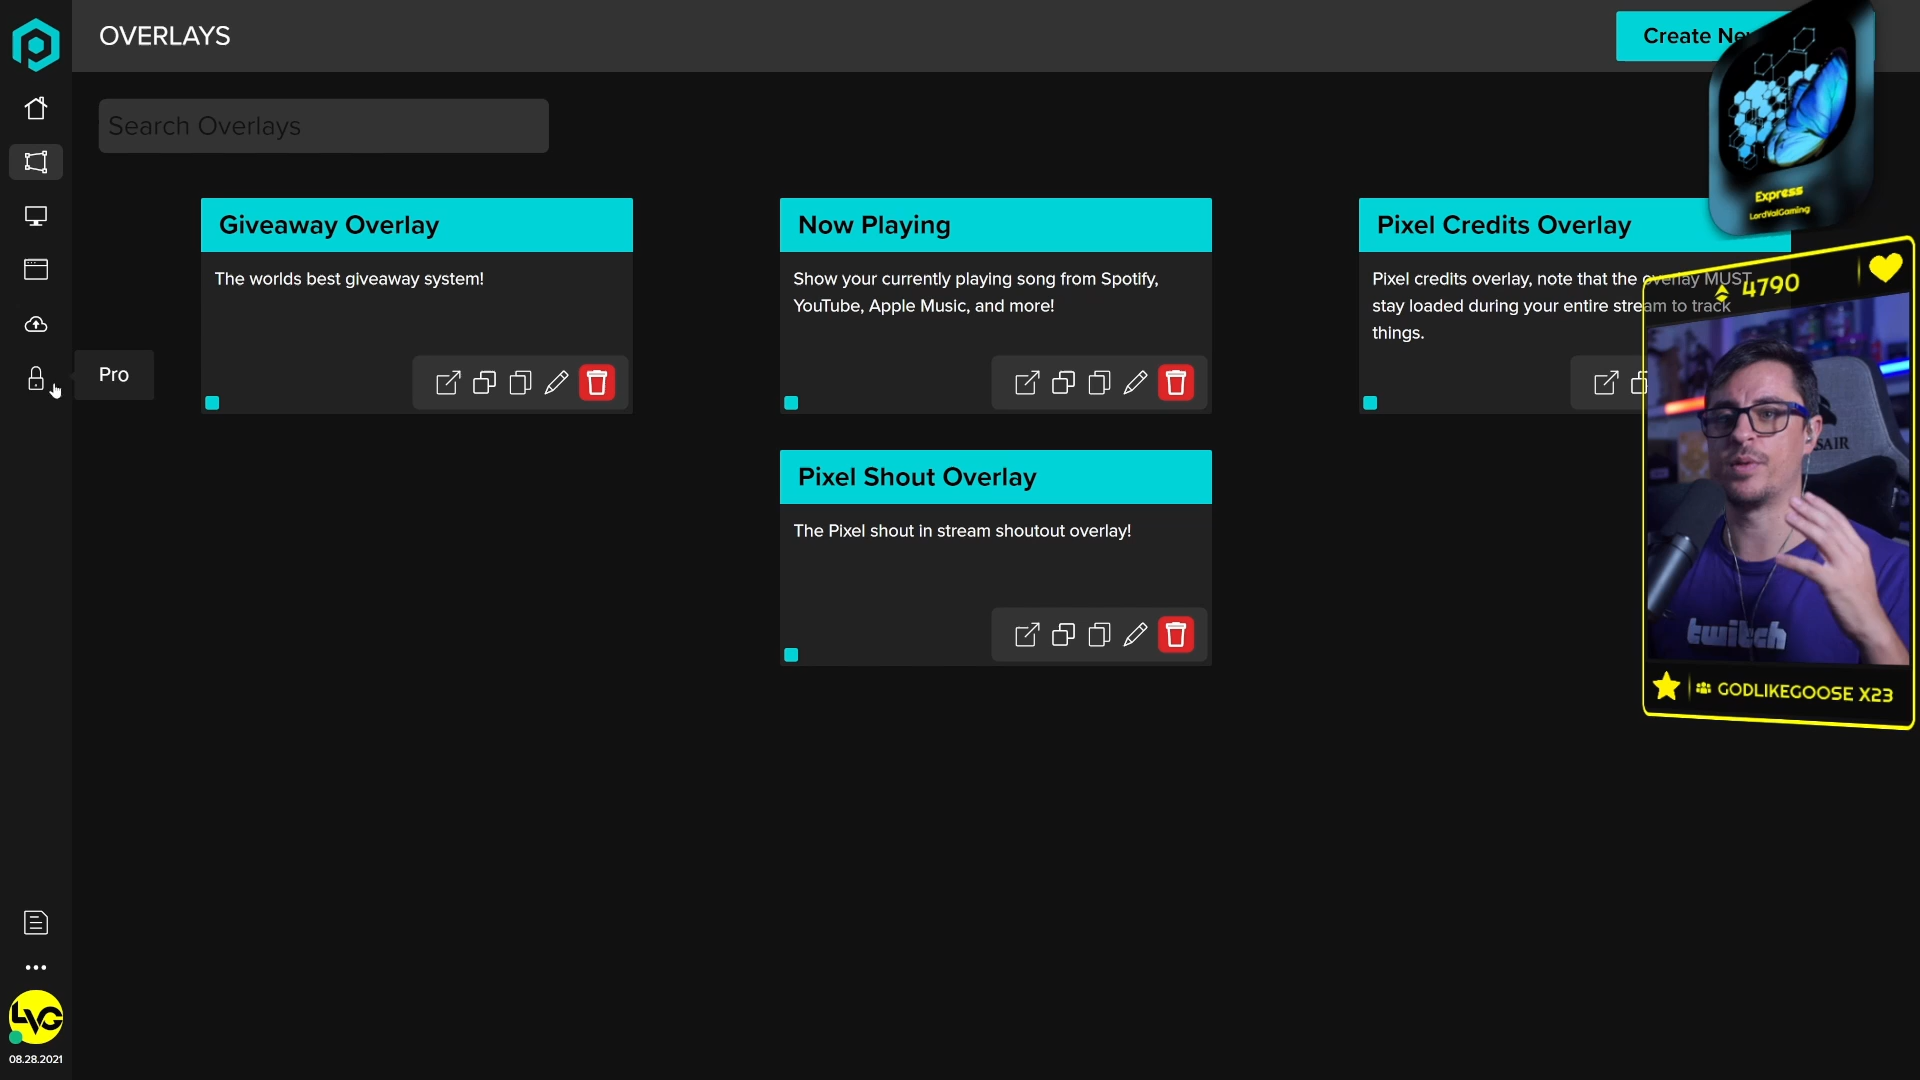 OVERLAYS
Create Ne
Search Overlays
Express
LordValGaming
Giveaway Overlay
The worlds best giveaway system!
Now Playing
Show your currently playing song from Spotify,
YouTube, Apple Music, and more!
Pixel Credits Overlay
Pixel credits overlay, note that the overlay MUST
stay loaded during your entire stream to track
things.
4790
Pro
Pixel Shout Overlay
The Pixel shout in stream shoutout overlay!
SAIR
twitch
GODLIKEGOOSE X23
LVG
08.28.2021